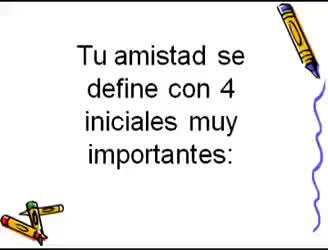 Tu amistad se
define con 4
iniciales muy
importantes: